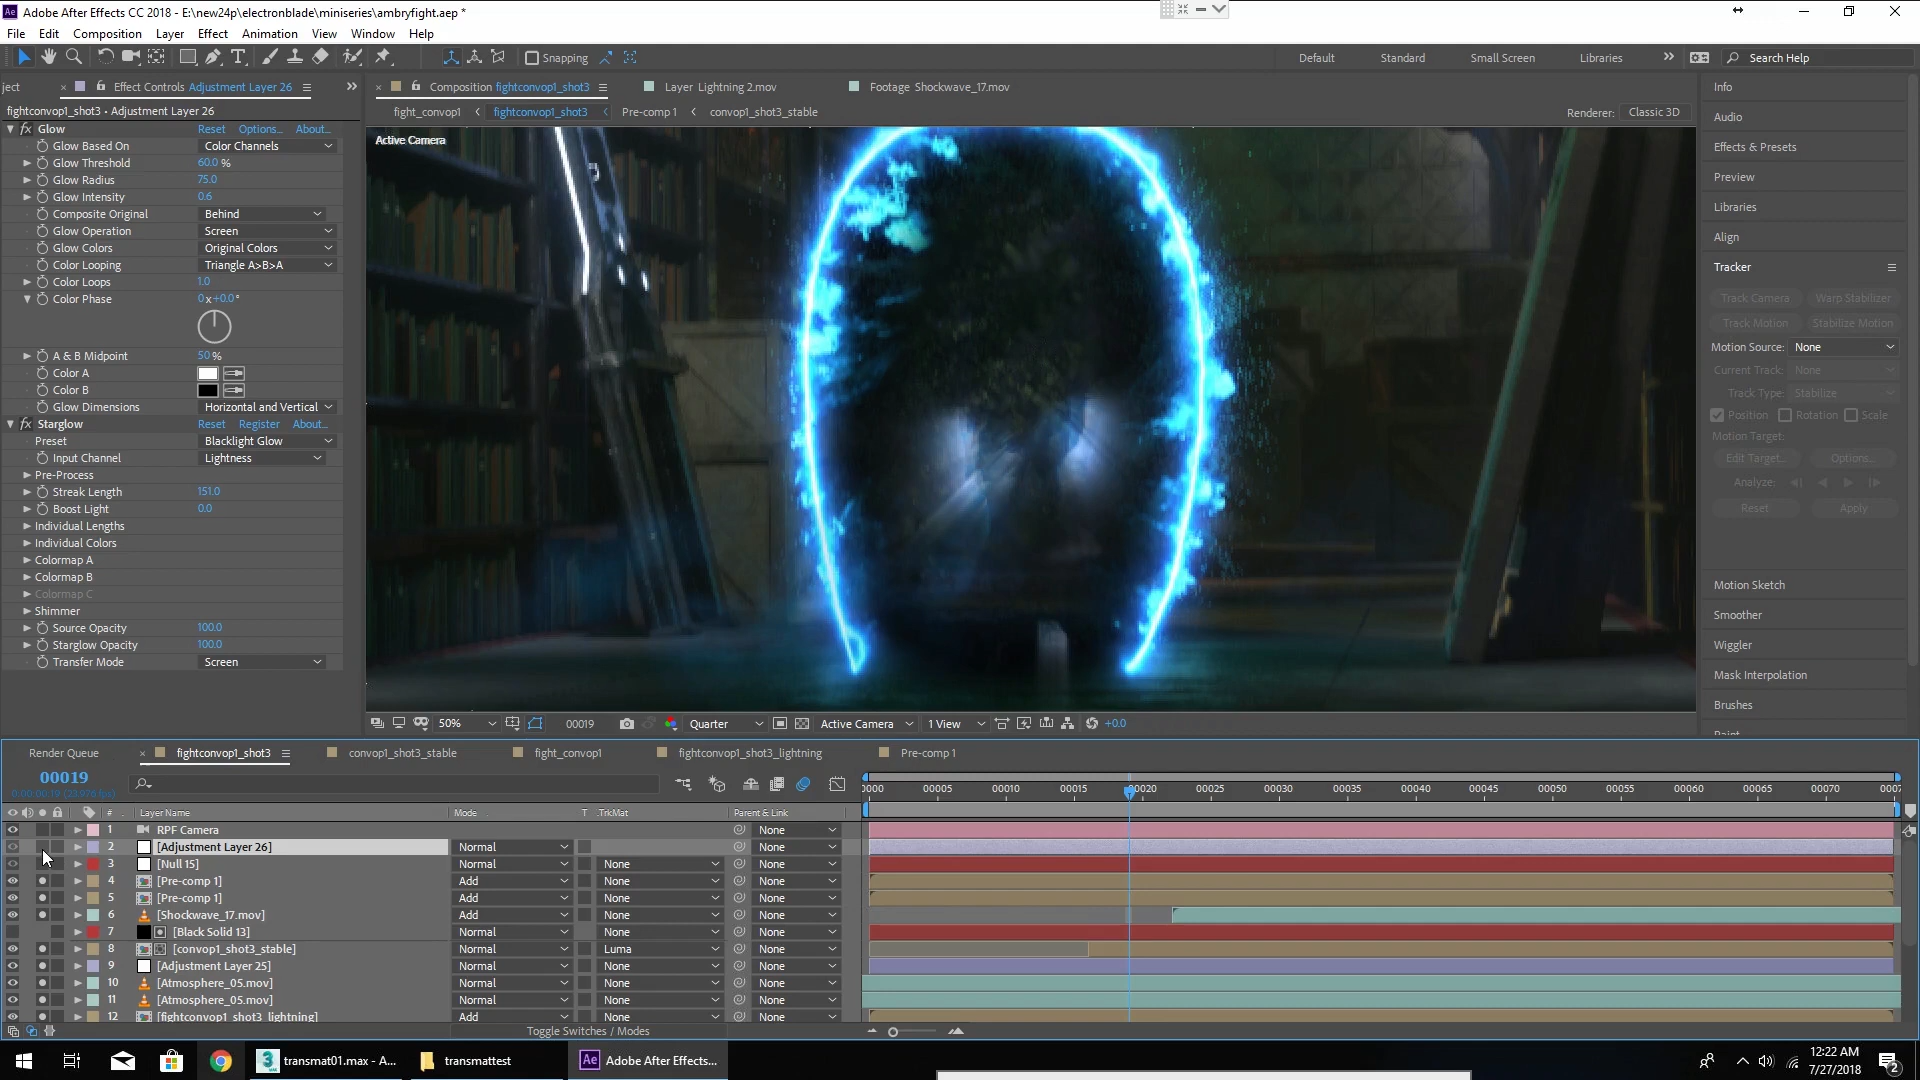 Adobe After Effects CC 2018 - E:\new24p\electronblade\miniseries\ambryfight.aep *
File Edit Composition Layer Effect Animation View Window Help
Snapping Default Standard Small Screen Libraries Search Help
ject Effect Controls Adjustment Layer 26 Composition fightconvop1_shot3 Layer Lightning 2.mov Footage Shockwave_17.mov Info
fightconvop1_shot3 • Adjustment Layer 26 fight_convop1 fightconvop1_shot3 Pre-comp 1 convop1_shot3_stable Renderer: Classic 3D
Audio
Effects & Presets
Preview
Libraries
Align
Tracker
Active Camera
fx Glow Reset Options... About...
Glow Based On Color Channels
Glow Threshold 60.0 %
Glow Radius 75.0
Glow Intensity 0.6
Composite Original Behind
Glow Operation Screen
Glow Colors Original Colors
Color Looping Triangle A>B>A
Color Loops 1.0
Color Phase 0x+0.0°
A & B Midpoint 50 %
Color A
Color B
Glow Dimensions Horizontal and Vertical
fx Starglow Reset Register About...
Preset Blacklight Glow
Input Channel Lightness
Pre-Process
Streak Length 151.0
Boost Light 0.0
Individual Lengths
Individual Colors
Colormap A
Colormap B
Colormap C
Shimmer
Source Opacity 100.0
Starglow Opacity 100.0
Transfer Mode Screen
Track Camera Warp Stabilizer
Track Motion Stabilize Motion
Motion Source: None
Current Track: None
Track Type: Stabilize
Position Rotation Scale
Motion Target:
Edit Target... Options...
Analyze:
Reset Apply
Motion Sketch
Smoother
Wiggler
Mask Interpolation
Brushes
50% 00019 Quarter Active Camera 1 View +0.0
Render Queue fightconvop1_shot3 convop1_shot3_stable fight_convop1 fightconvop1_shot3_lightning Pre-comp 1
00019
0:00:00:19 (23.976 fps)
0000 00005 00010 00015 00020 00025 00030 00035 00040 00045 00050 00055 00060 00065 00070 0007
# Layer Name Mode T .TrkMat Parent & Link
1 RPF Camera None
2 [Adjustment Layer 26] Normal None
3 [Null 15] Normal None None
4 [Pre-comp 1] Add None None
5 [Pre-comp 1] Add None None
6 [Shockwave_17.mov] Add None None
7 [Black Solid 13] Normal None None
8 [convop1_shot3_stable] Normal Luma None
9 [Adjustment Layer 25] Normal None None
10 [Atmosphere_05.mov] Normal None None
11 [Atmosphere_05.mov] Normal None None
12 [fightconvop1_shot3_lightning] Add None None
Toggle Switches / Modes
3 MAX transmat01.max - A... transmattest Ae Adobe After Effects...
12:22 AM
7/27/2018
2